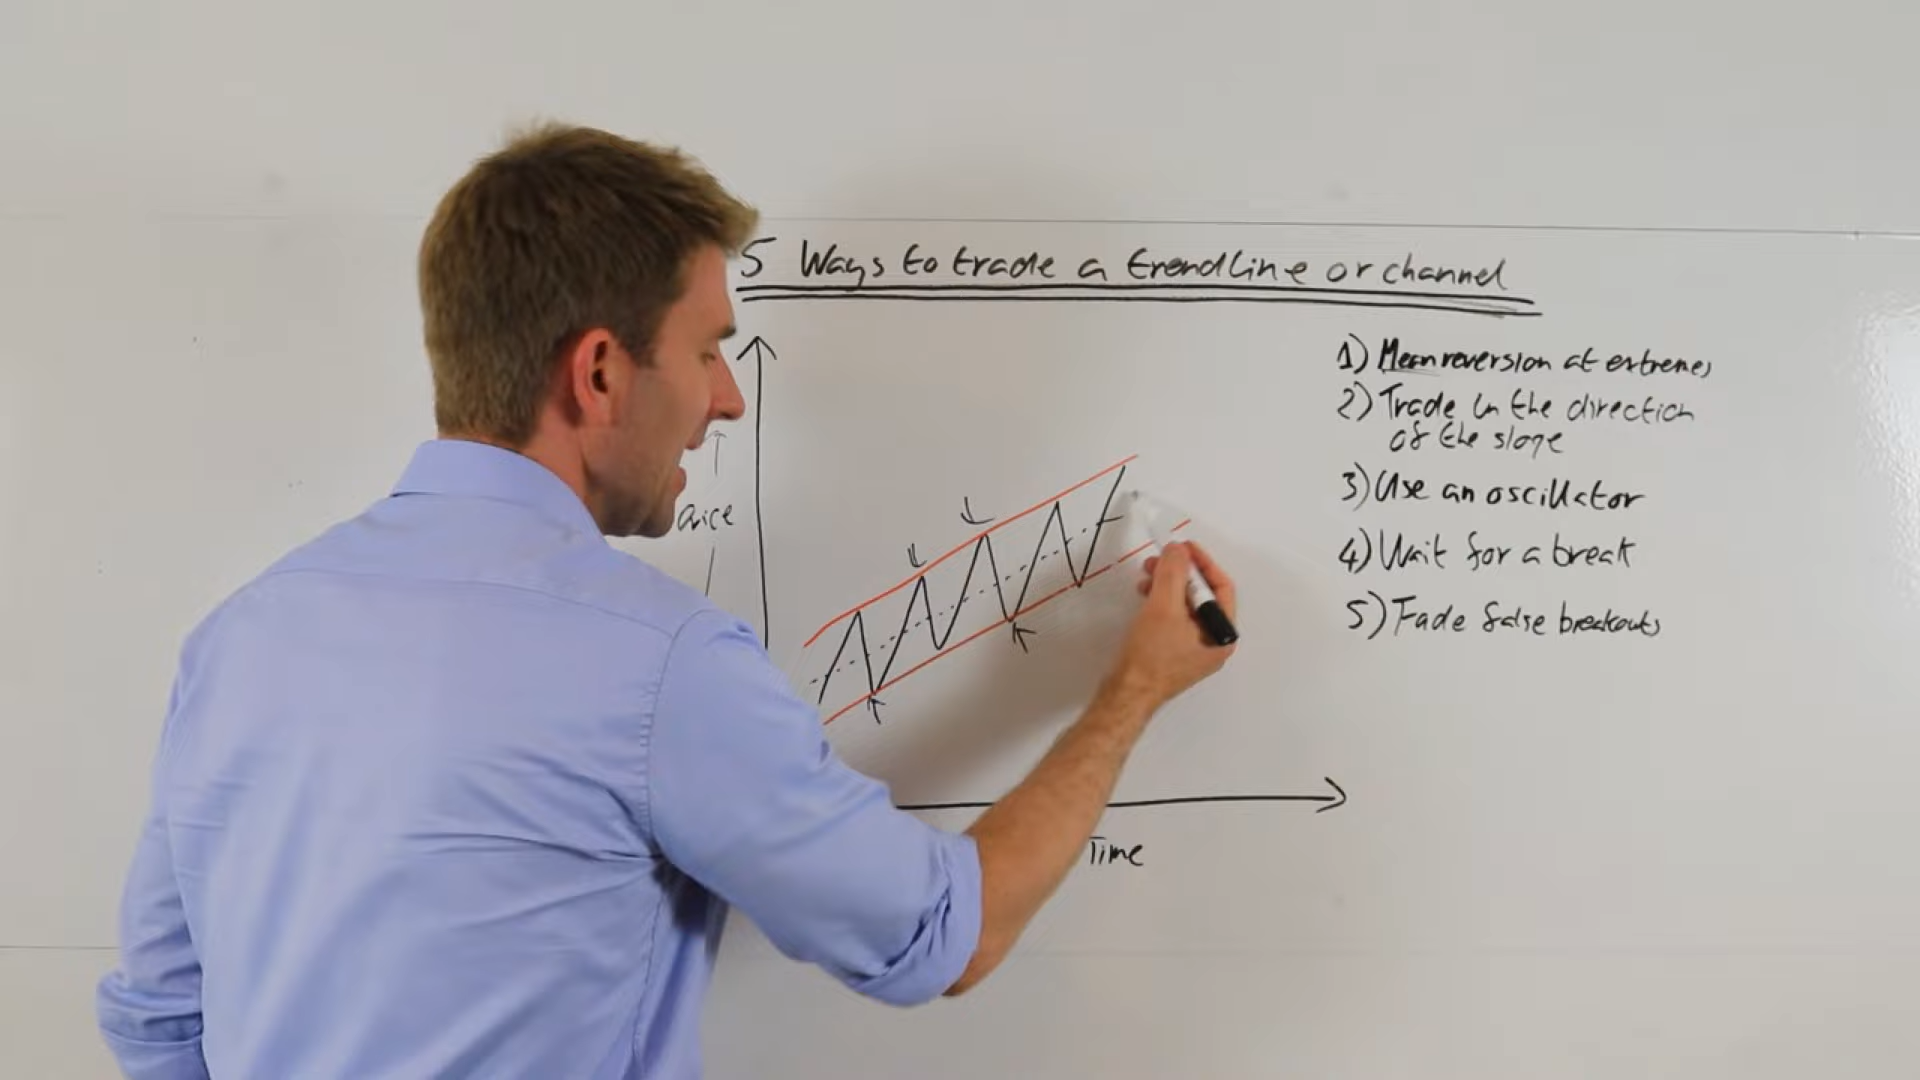 5 Ways to trade a trendline or channel
1) Mean reversion at extremes
2) Trade in the direction
of the slope
3) Use an oscillator
4) Wait for a break
5) Fade false breakouts
Price
Time